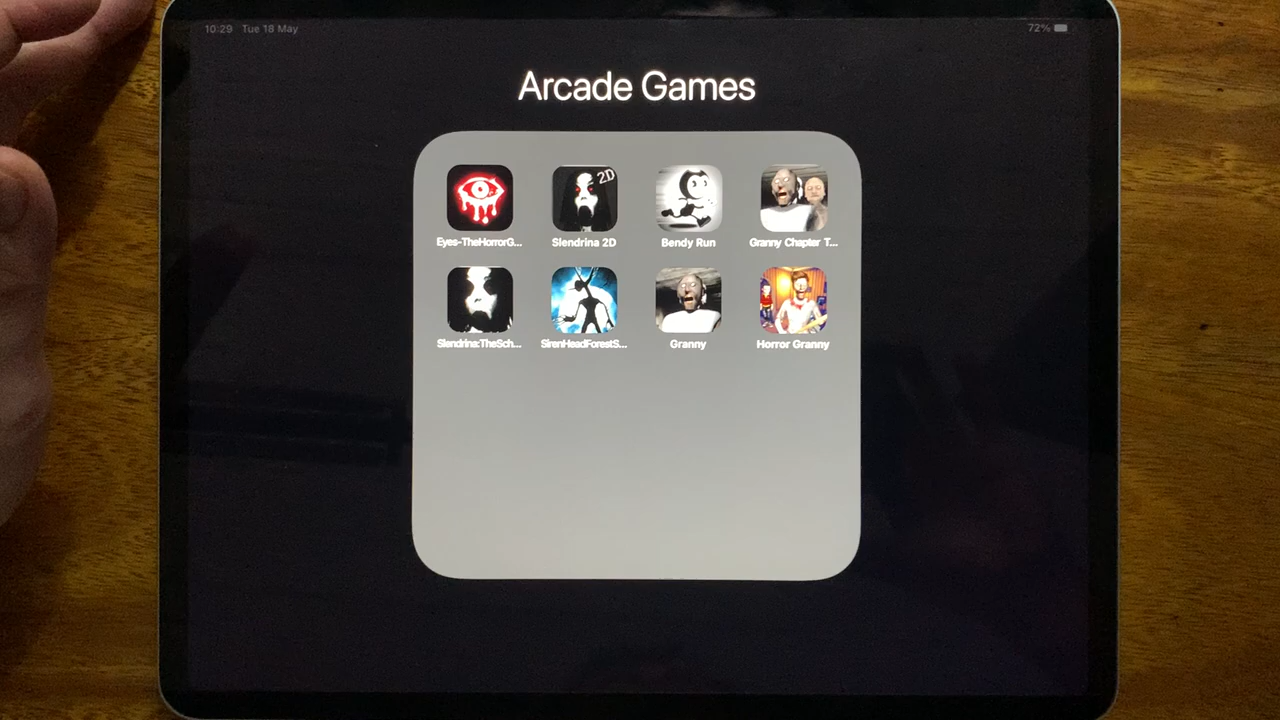 10:29 Tue 18 May
72%
Arcade Games
2D
Eyes-TheHorrorG...
Slendrina 2D
Bendy Run
Granny Chapter T...
Slendrina:TheSch...
SirenHeadForestS...
Granny
Horror Granny